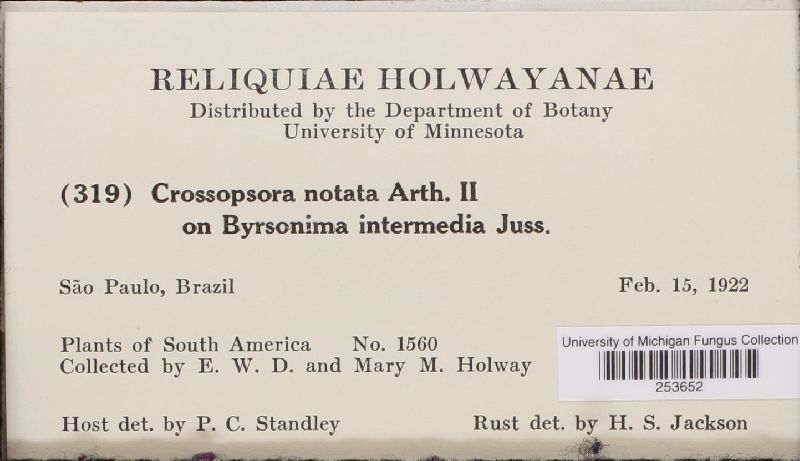 RELIQUIAE HOLWAYANAE
Distributed by the Department of Botany
University of Minnesota
(319) Crossopsora notata Arth. II
on Byrsonima intermedia Juss.
São Paulo, Brazil Feb. 15, 1922
Plants of South America No. 1560
Collected by E. W. D. and Mary M. Holway
University of Michigan Fungus Collection
253652
Host det. by P. C. Standley Rust det. by H. S. Jackson